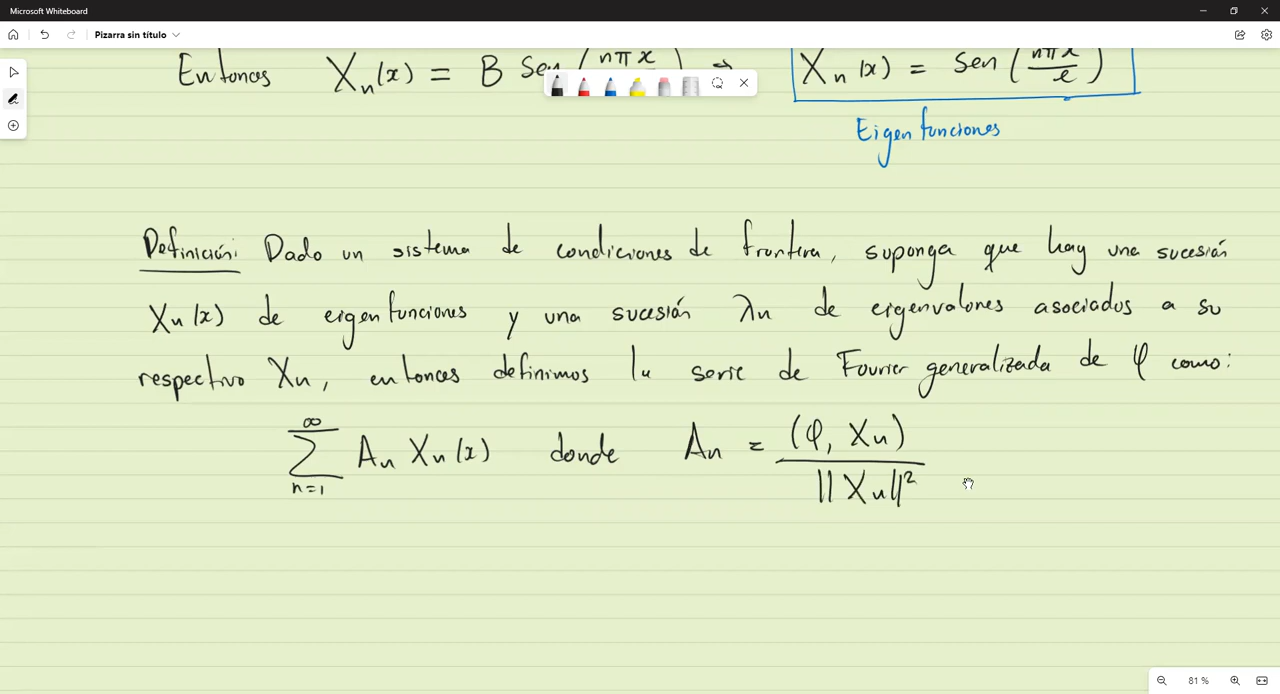 Microsoft Whiteboard
Pizarra sin título
Entonces Xn(x) = B Sen (nπx
Xn(x) = Sen(nπx/ℓ)
Eigenfunciones
Definición: Dado un sistema de condiciones de frontera, suponga que hay una sucesión
Xn(x) de eigenfunciones y una sucesión λn de eigenvalores asociados a su
respectivo Xn, entonces definimos la serie de Fourier generalizada de φ como:
∑_{n=1}^{∞} An Xn(x) donde An = (φ, Xn) / ||Xn||²
81 %